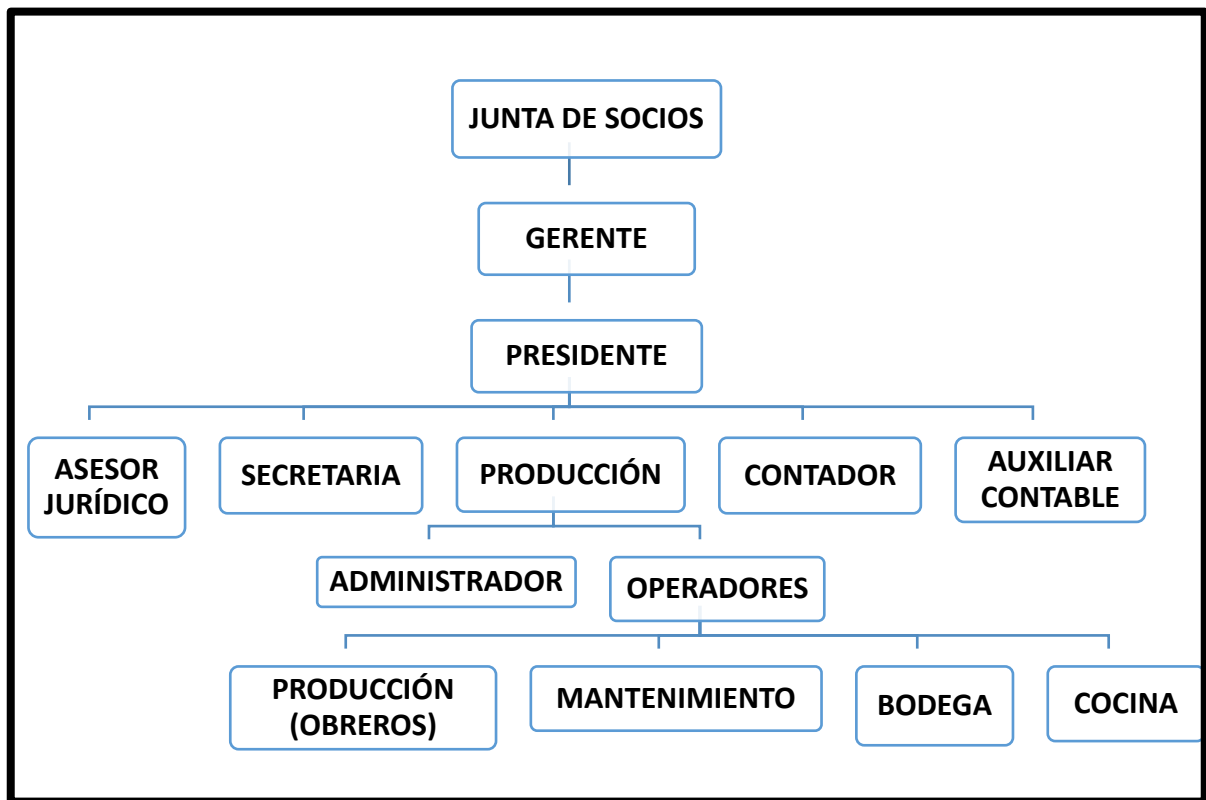 JUNTA DE SOCIOS
GERENTE
PRESIDENTE
ASESOR
JURÍDICO
SECRETARIA
PRODUCCIÓN
CONTADOR
AUXILIAR
CONTABLE
ADMINISTRADOR
OPERADORES
PRODUCCIÓN
(OBREROS)
MANTENIMIENTO
BODEGA
COCINA